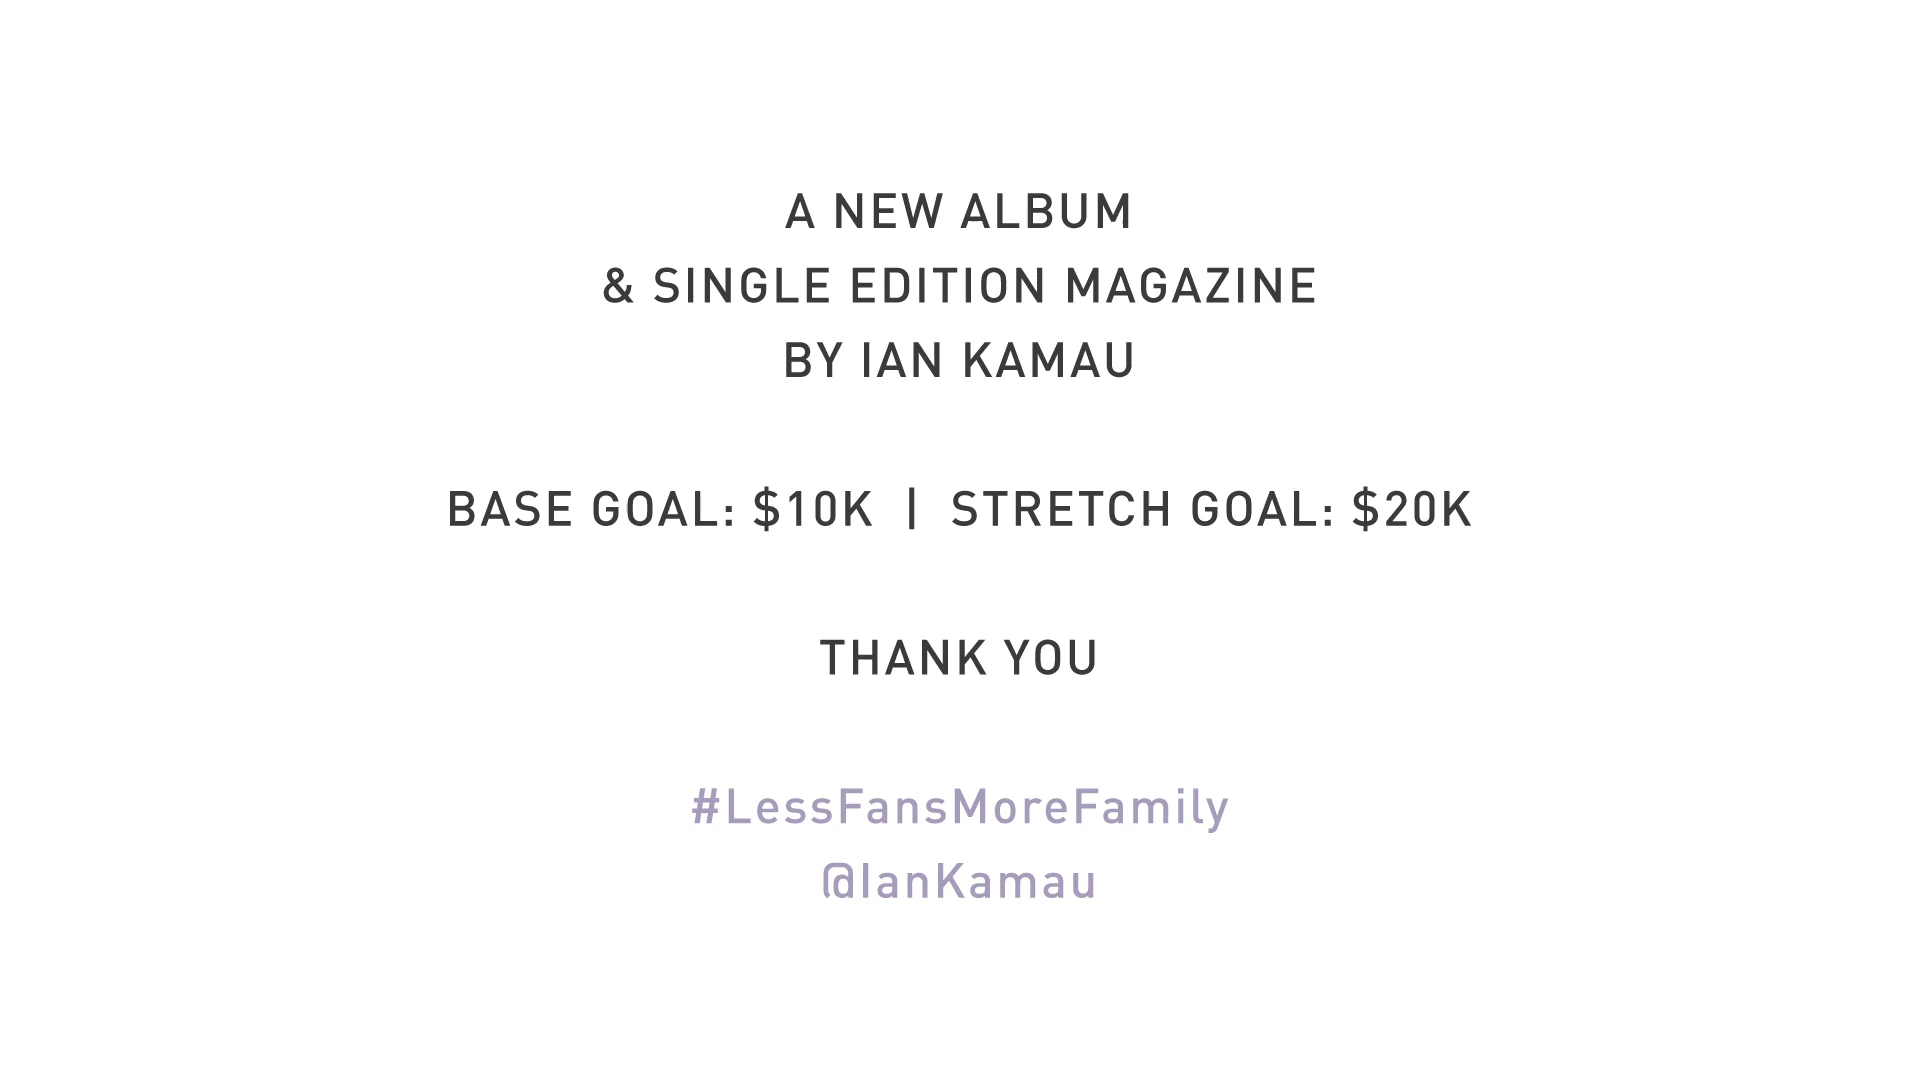 A NEW ALBUM
& SINGLE EDITION MAGAZINE
BY IAN KAMAU
BASE GOAL: $10K | STRETCH GOAL: $20K
THANK YOU
#LessFansMoreFamily
@IanKamau